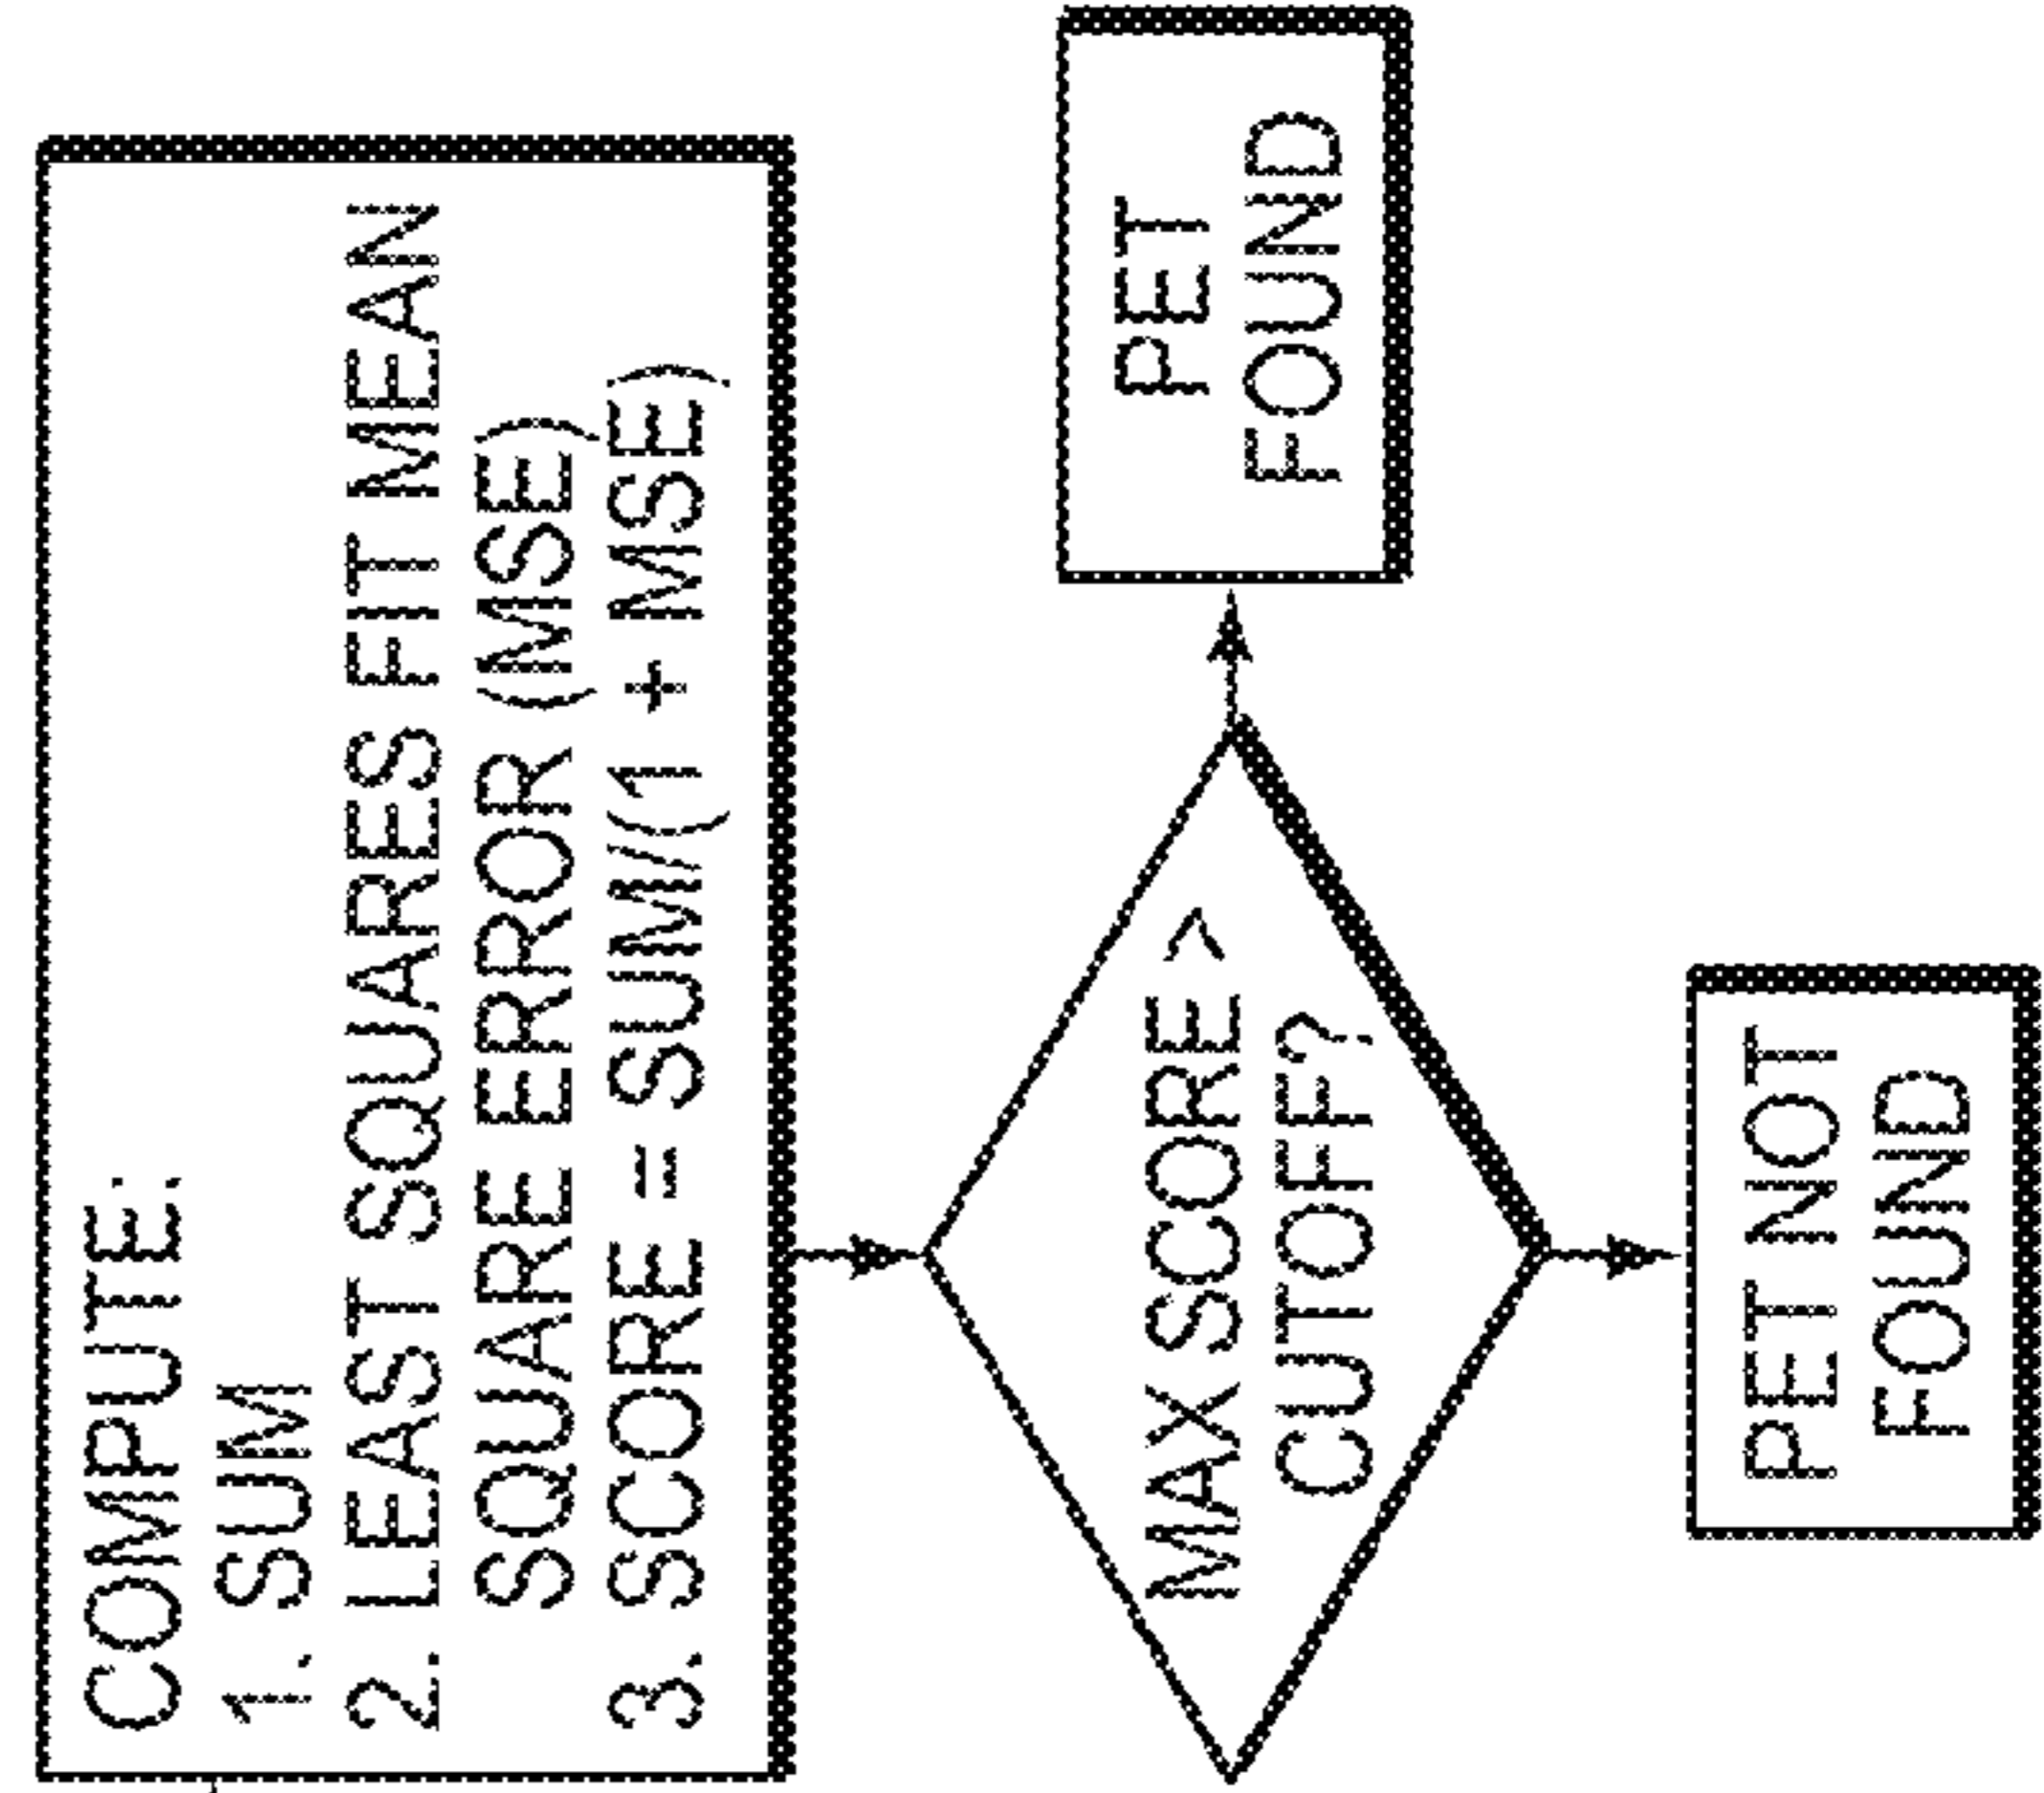 COMPUTE:
1. SUM
2. LEAST SQUARES FIT MEAN
SQUARE ERROR (MSE)
3. SCORE = SUM/(1 + MSE)
MAX SCORE >
CUTOFF?
PET
FOUND
PET NOT
FOUND